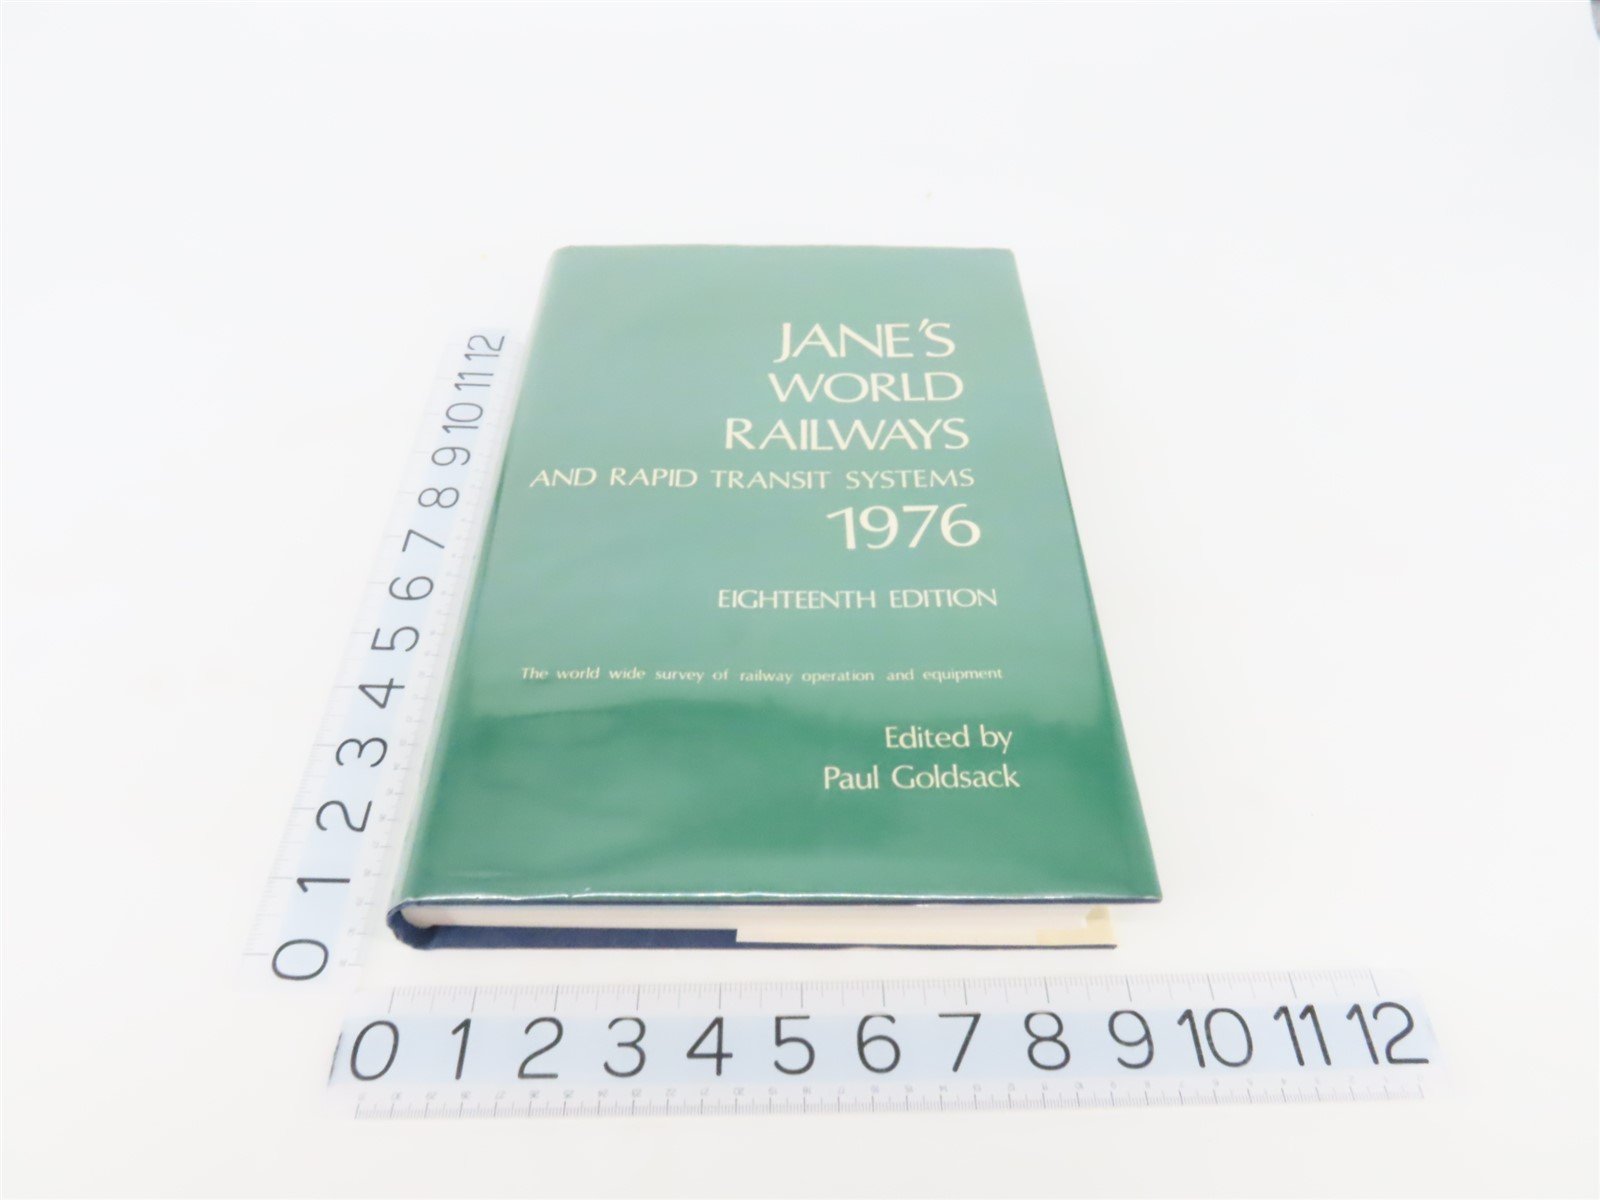 JANE'S
WORLD
RAILWAYS
AND RAPID TRANSIT SYSTEMS
1976
EIGHTEENTH EDITION
The world wide survey of railway operation and equipment
Edited by
Paul Goldsack
0 1 2 3 4 5 6 7 8 9 10 11 12
0 1 2 3 4 5 6 7 8 9 10 11 12